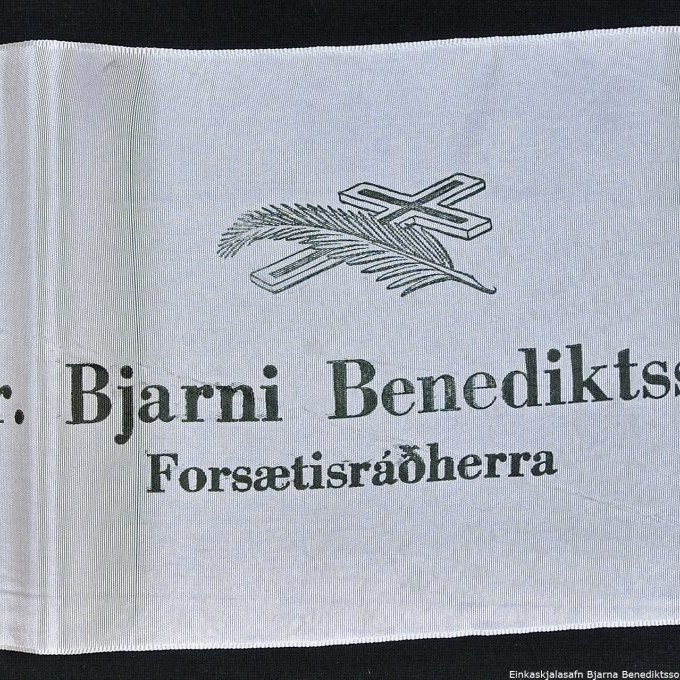 r. Bjarni Benediktss
Forsætisráðherra
Einkaskjalasafn Bjarna Benediktsso